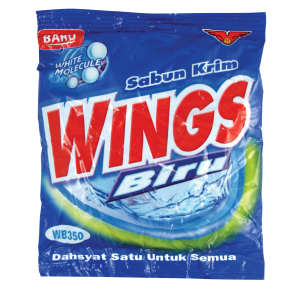 BARU
WHITE
MOLECULE
Sabun Krim
WINGS
Biru
WB350
Dahsyat Satu Untuk Semua